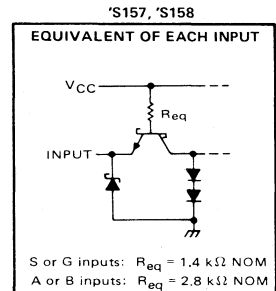 'S157, 'S158
EQUIVALENT OF EACH INPUT
VCC
Req
INPUT
S or G inputs: Req = 1.4 kΩ NOM
A or B inputs: Req = 2.8 kΩ NOM